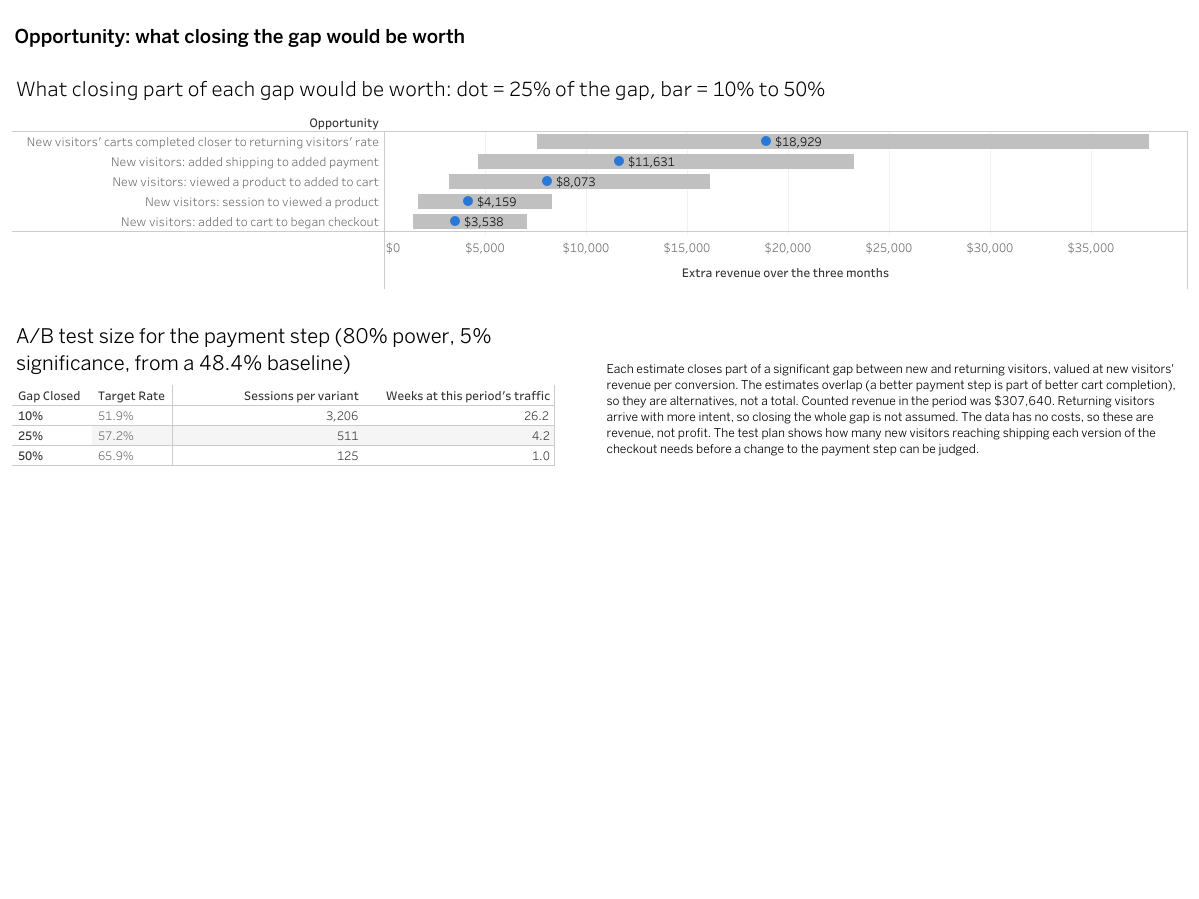 Opportunity: what closing the gap would be worth
What closing part of each gap would be worth: dot = 25% of the gap, bar = 10% to 50%
Opportunity
New visitors’ carts completed closer to returning visitors’ rate
$18,929
New visitors: added shipping to added payment
$11,631
New visitors: viewed a product to added to cart
$8,073
New visitors: session to viewed a product
$4,159
New visitors: added to cart to began checkout
$3,538
$0 $5,000 $10,000 $15,000 $20,000 $25,000 $30,000 $35,000
Extra revenue over the three months
A/B test size for the payment step (80% power, 5%
significance, from a 48.4% baseline)
Gap Closed Target Rate Sessions per variant Weeks at this period’s traffic
10% 51.9% 3,206 26.2
25% 57.2% 511 4.2
50% 65.9% 125 1.0
Each estimate closes part of a significant gap between new and returning visitors, valued at new visitors’
revenue per conversion. The estimates overlap (a better payment step is part of better cart completion),
so they are alternatives, not a total. Counted revenue in the period was $307,640. Returning visitors
arrive with more intent, so closing the whole gap is not assumed. The data has no costs, so these are
revenue, not profit. The test plan shows how many new visitors reaching shipping each version of the
checkout needs before a change to the payment step can be judged.